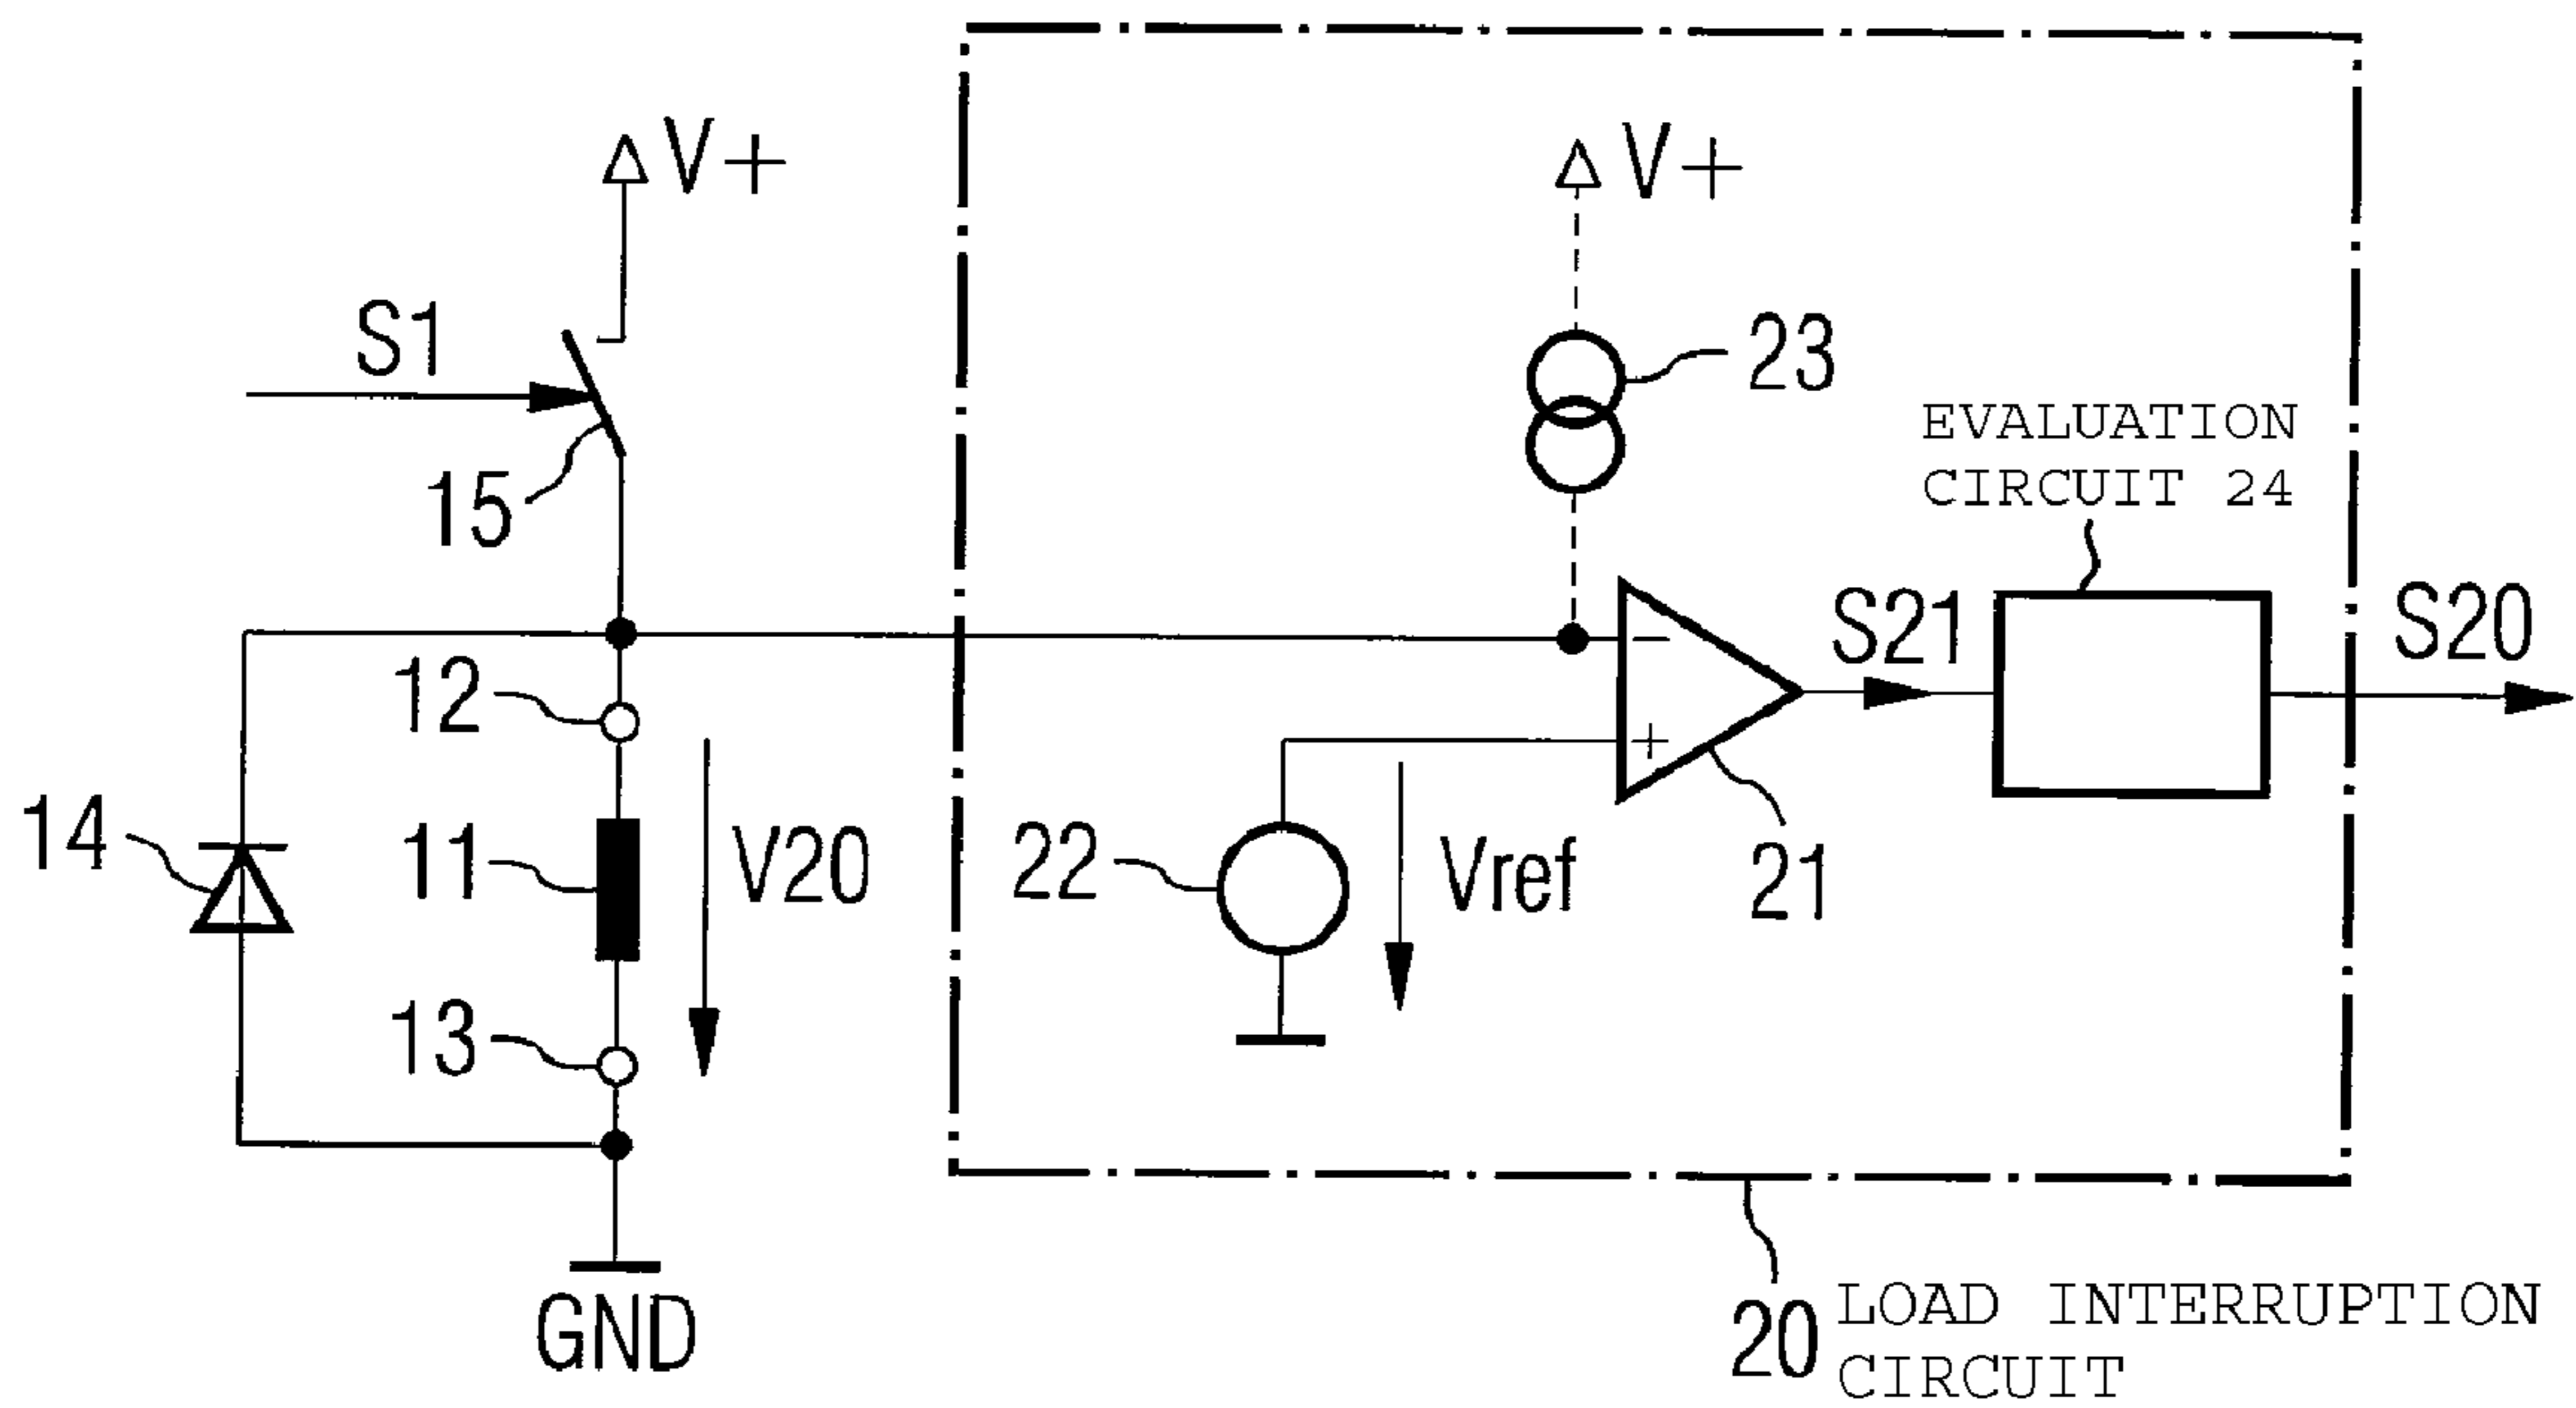 V+
V+
S1
23
EVALUATION
CIRCUIT 24
15
S21
S20
12
14
11
V20
22
Vref
21
13
GND
20 LOAD INTERRUPTION
CIRCUIT